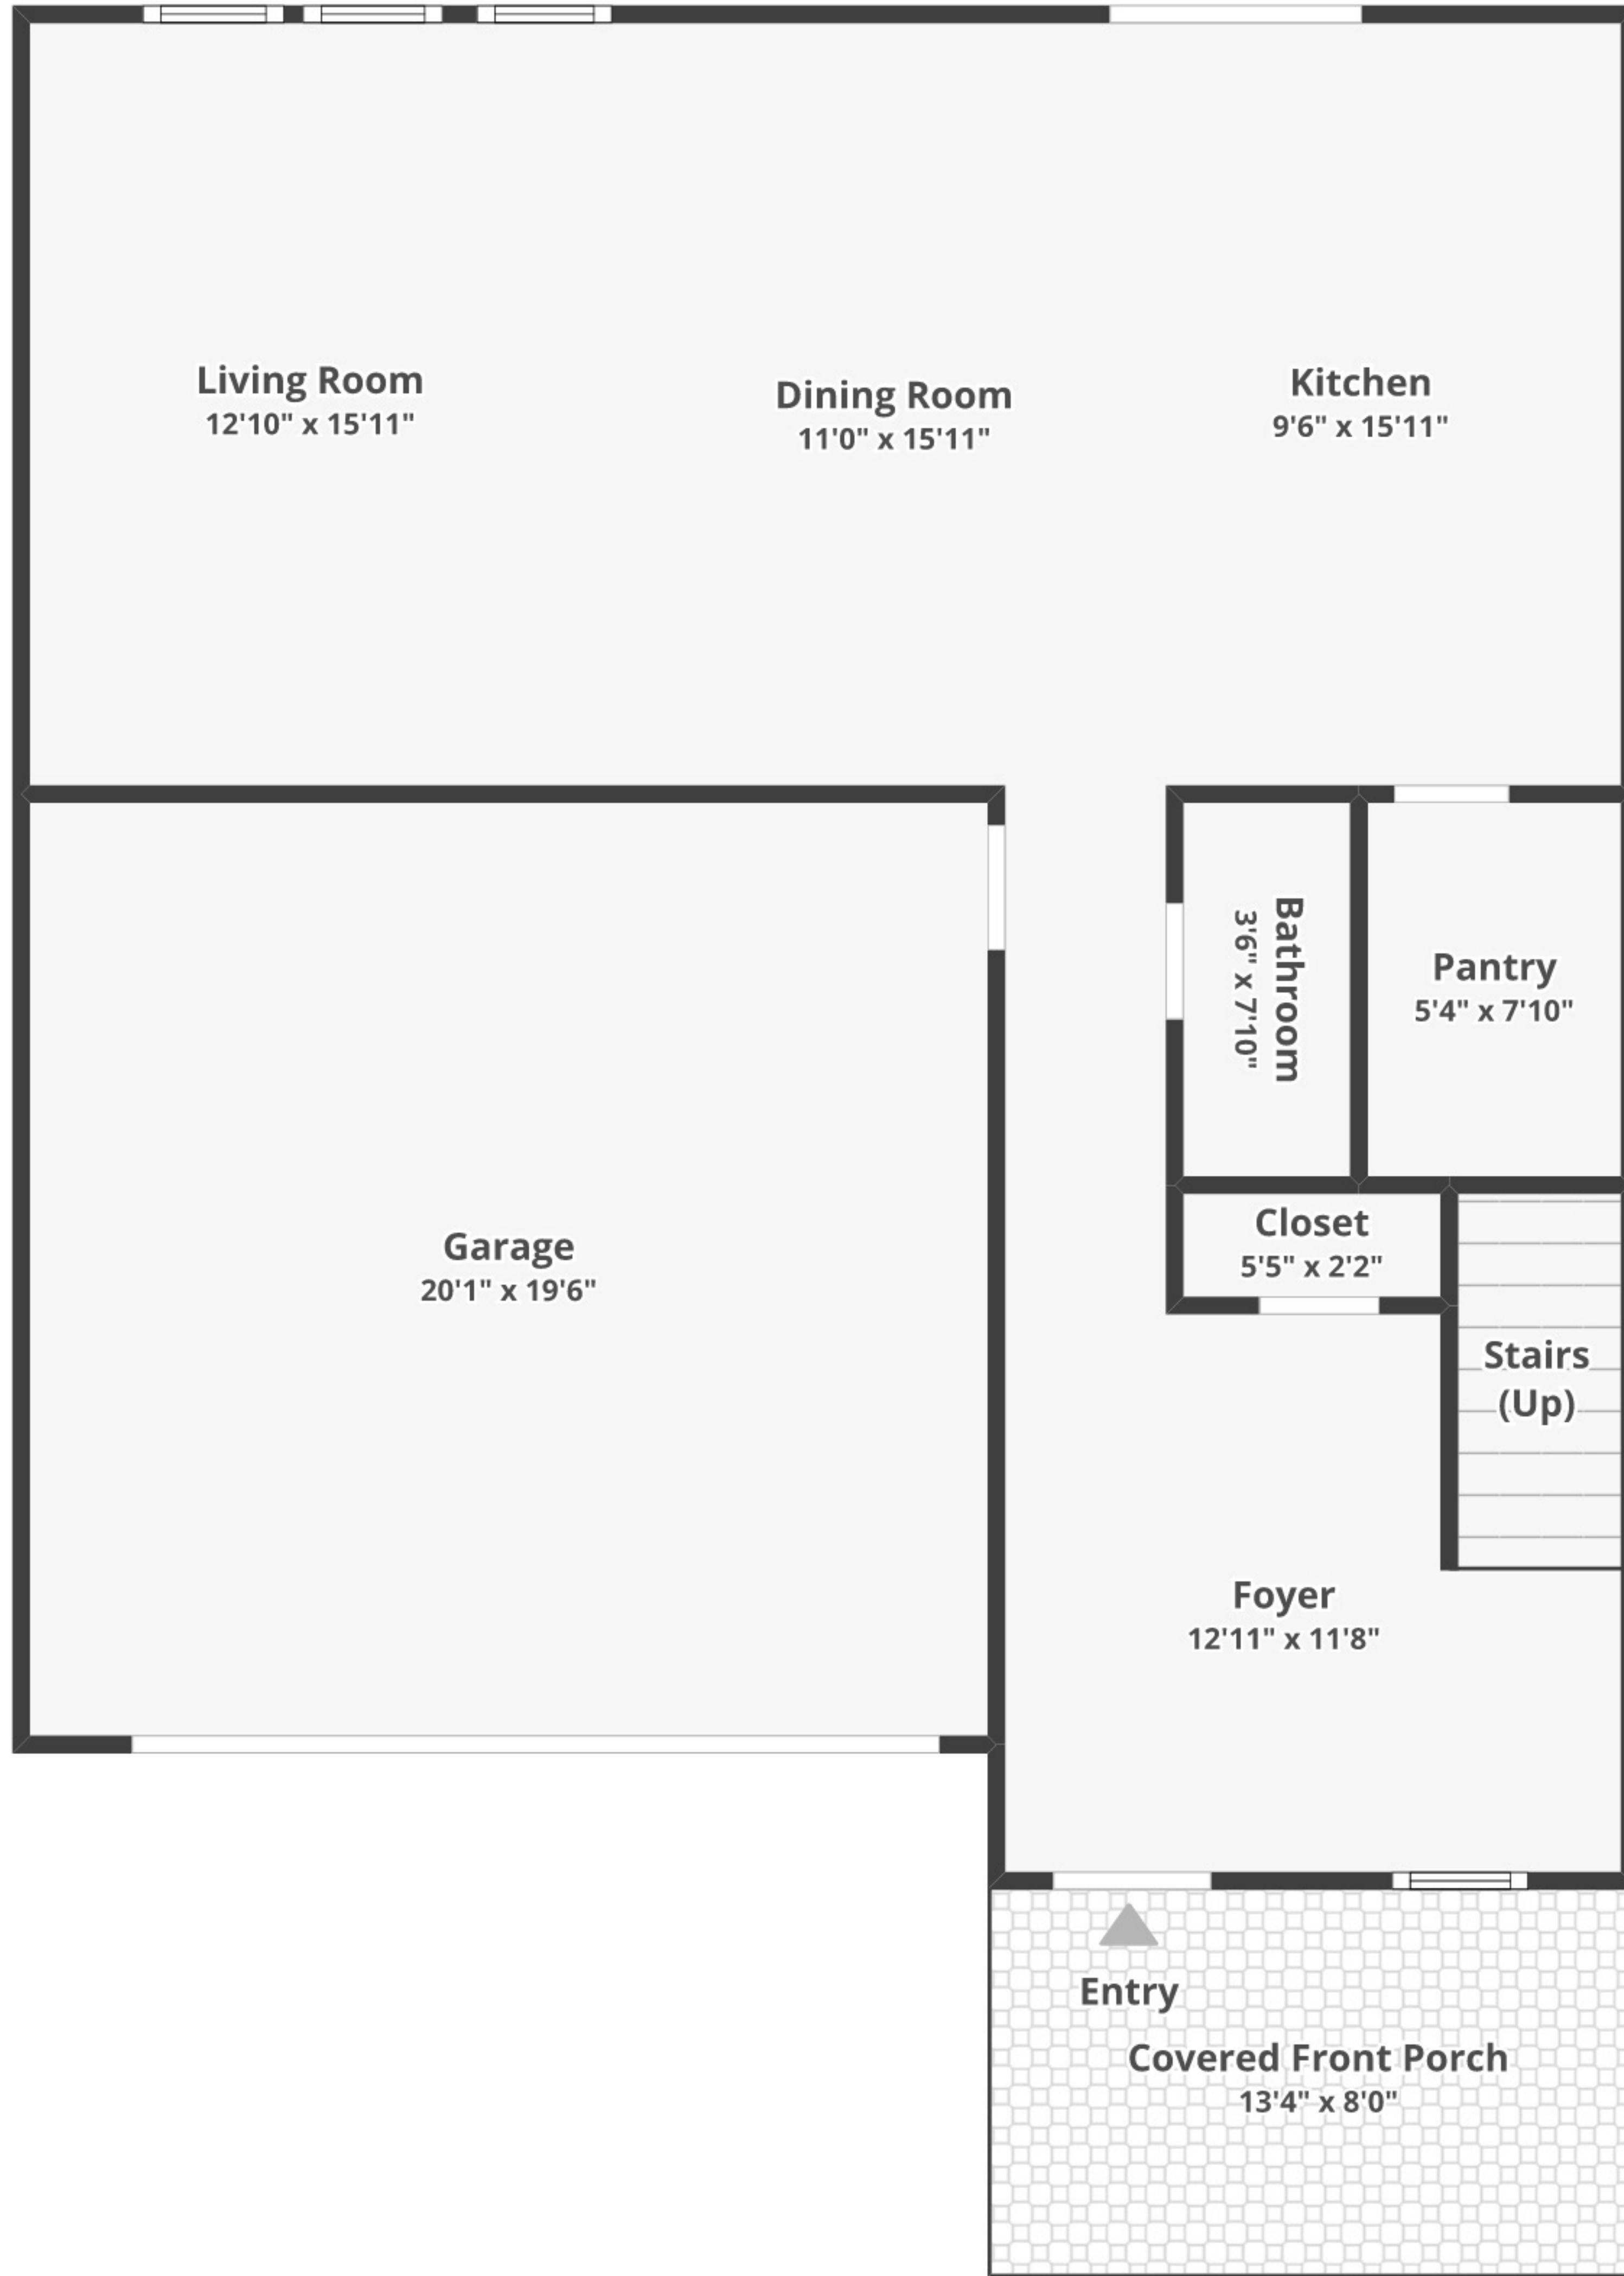 Living Room
12'10" x 15'11"
Dining Room
11'0" x 15'11"
Kitchen
9'6" x 15'11"
Bathroom
3'6" x 7'10"
Pantry
5'4" x 7'10"
Closet
5'5" x 2'2"
Garage
20'1" x 19'6"
Stairs
(Up)
Foyer
12'11" x 11'8"
Entry
Covered Front Porch
13'4" x 8'0"